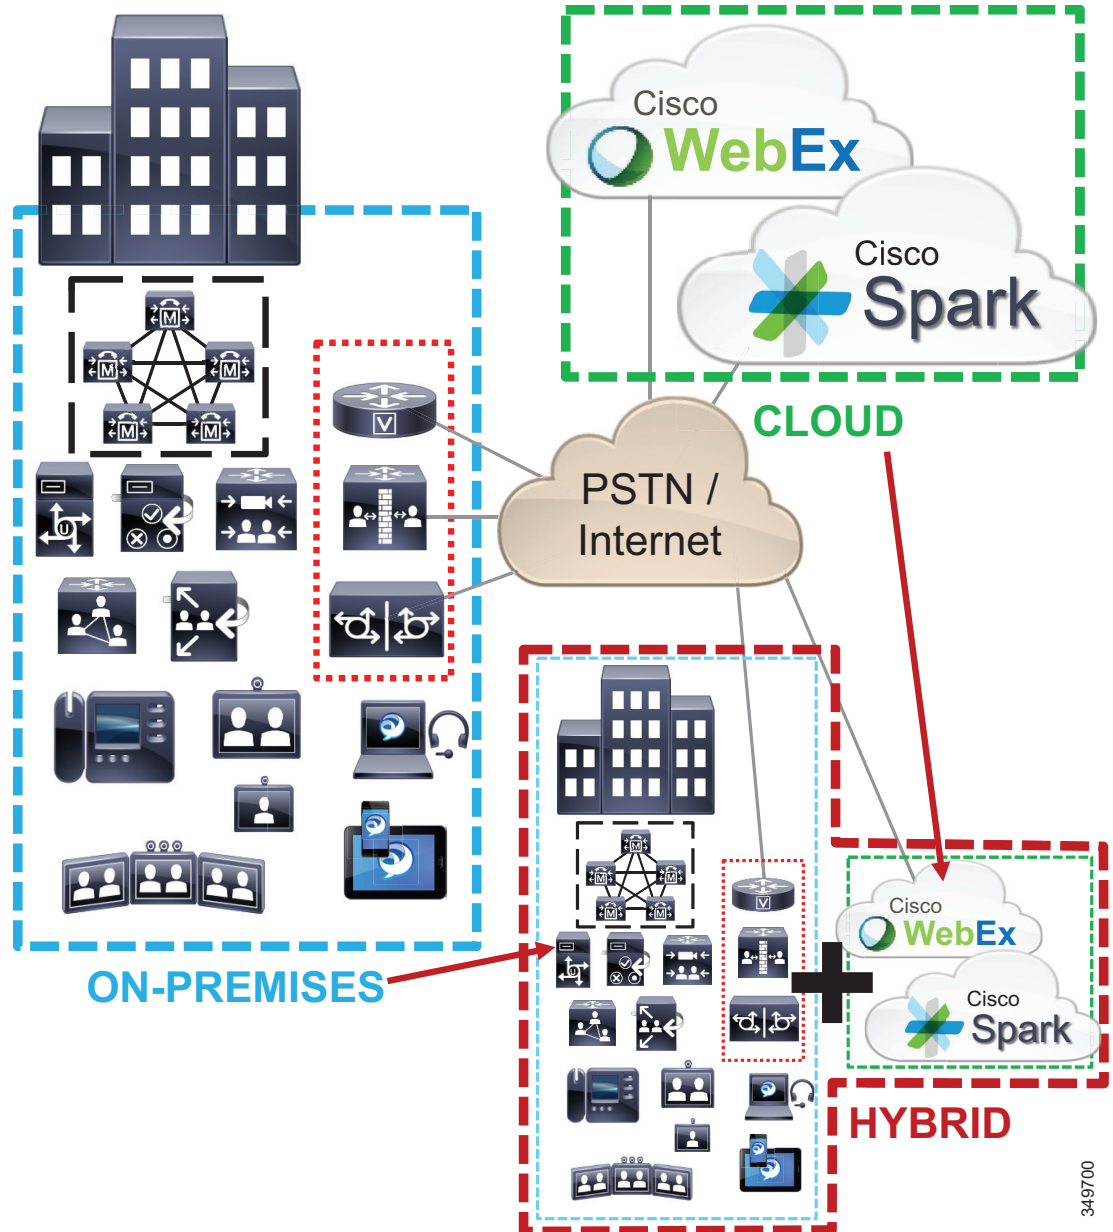 Cisco
WebEx
Cisco
Spark
CLOUD
M
M
M
M
M
V
U
PSTN /
Internet
ON-PREMISES
M
M
M
M
M
V
U
Cisco
WebEx
Cisco
Spark
HYBRID
349700